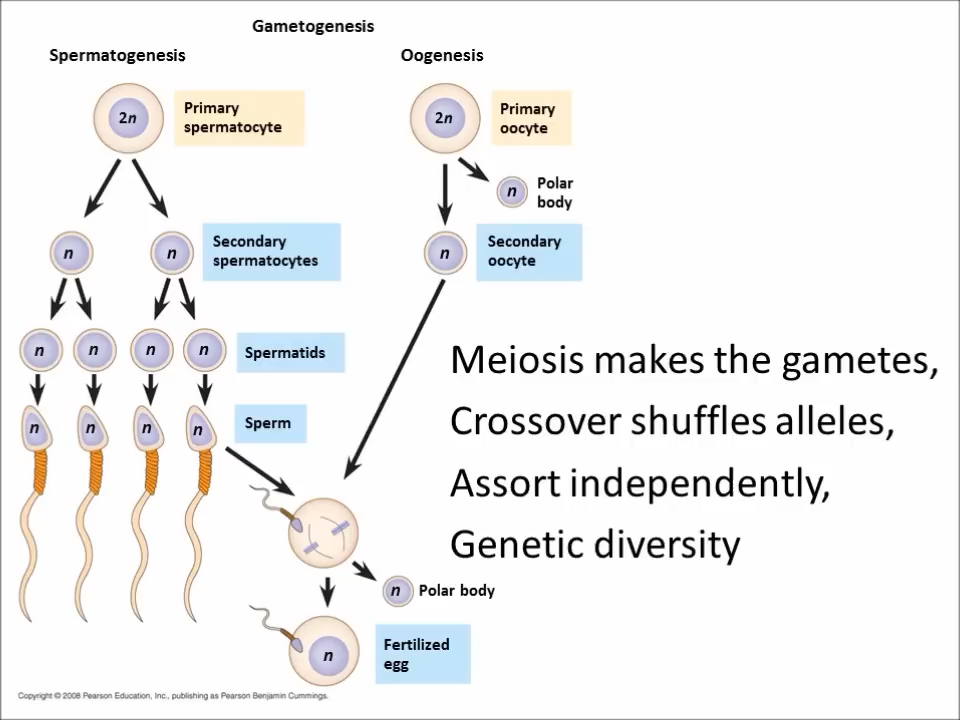 Gametogenesis
Spermatogenesis
Oogenesis
2n
Primary
spermatocyte
2n
Primary
oocyte
n
Polar
body
n
n
Secondary
spermatocytes
n
Secondary
oocyte
n
n
n
n
Spermatids
n
n
n
n
Sperm
Meiosis makes the gametes,
Crossover shuffles alleles,
Assort independently,
Genetic diversity
n
Polar body
n
Fertilized
egg
Copyright © 2008 Pearson Education, Inc., publishing as Pearson Benjamin Cummings.